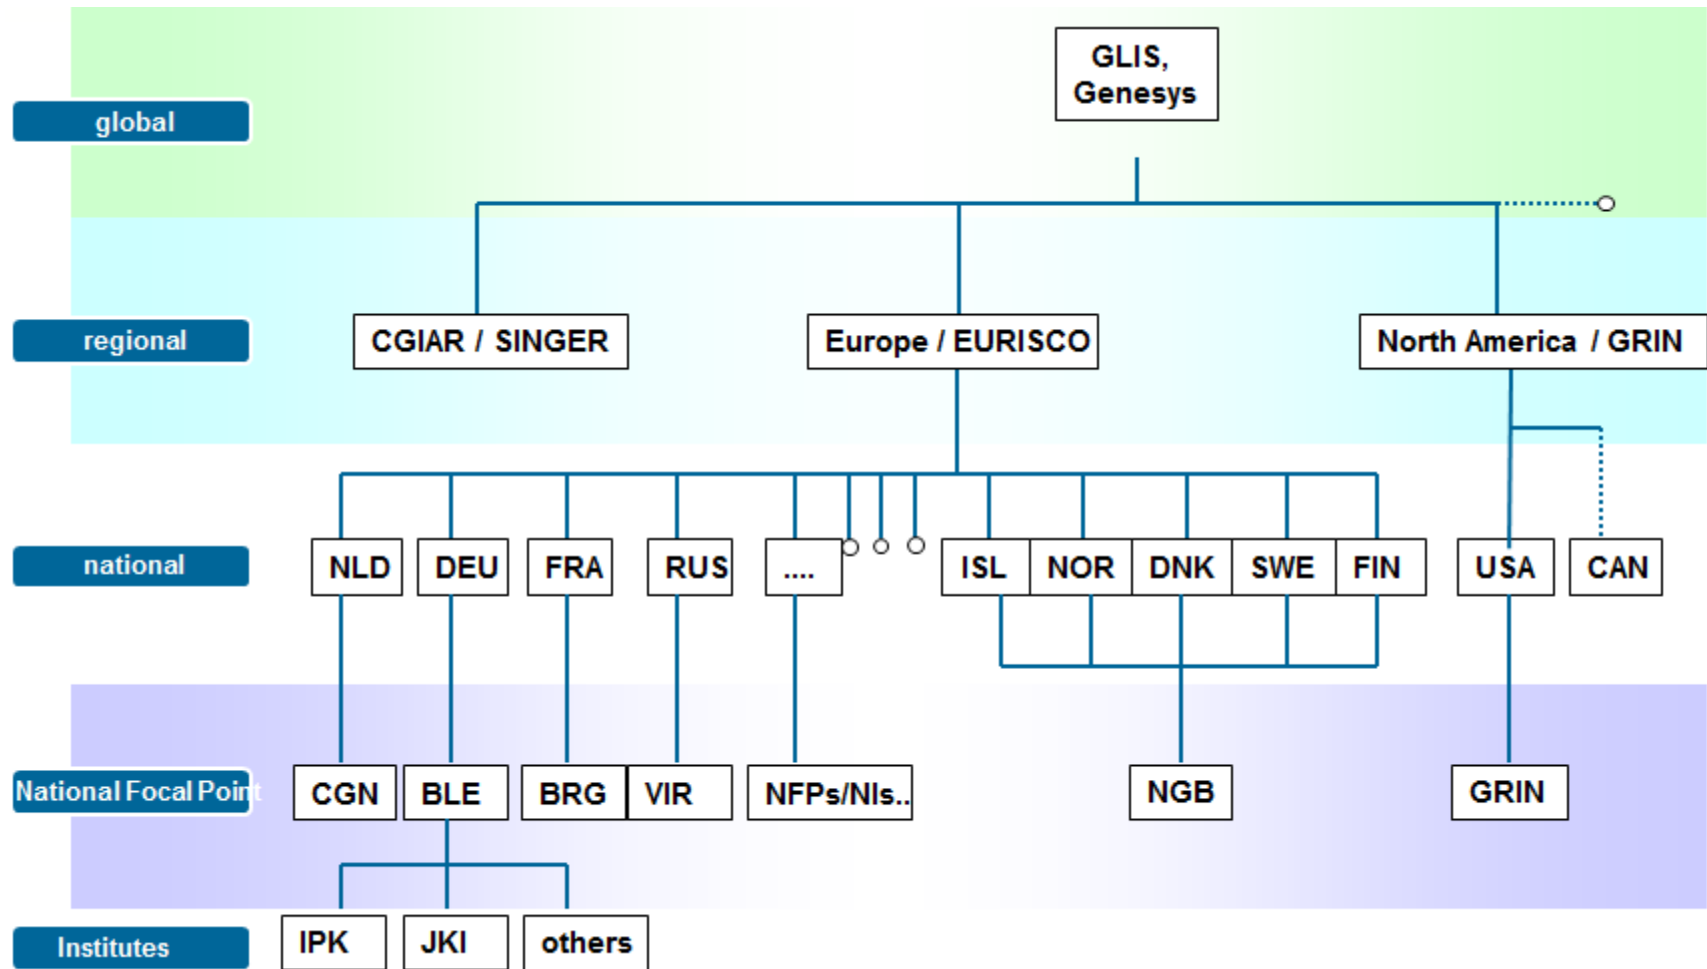 GLIS,
Genesys
global
regional
CGIAR / SINGER
Europe / EURISCO
North America / GRIN
national
NLD
DEU
FRA
RUS
....
ISL
NOR
DNK
SWE
FIN
USA
CAN
National Focal Point
CGN
BLE
BRG
VIR
NFPs/NIs..
NGB
GRIN
Institutes
IPK
JKI
others